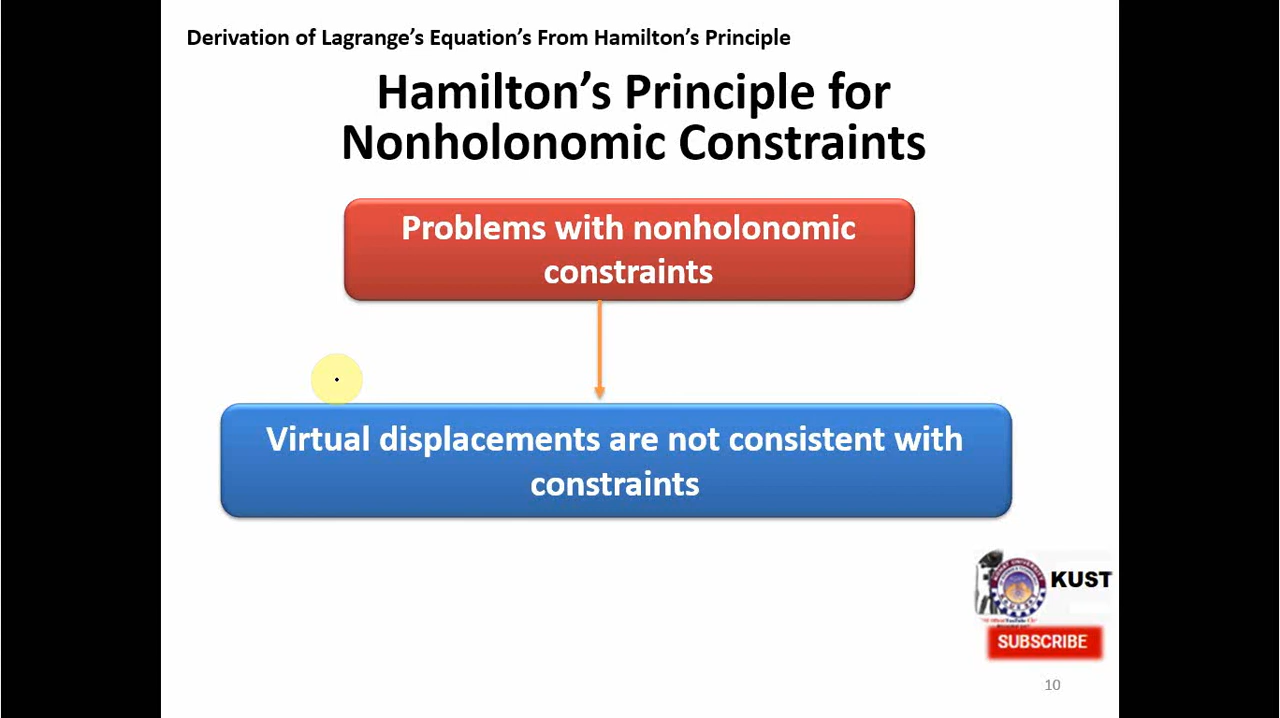 Derivation of Lagrange's Equation's From Hamilton's Principle
Hamilton's Principle for
Nonholonomic Constraints
Problems with nonholonomic
constraints
Virtual displacements are not consistent with
constraints
KUST
SUBSCRIBE
10